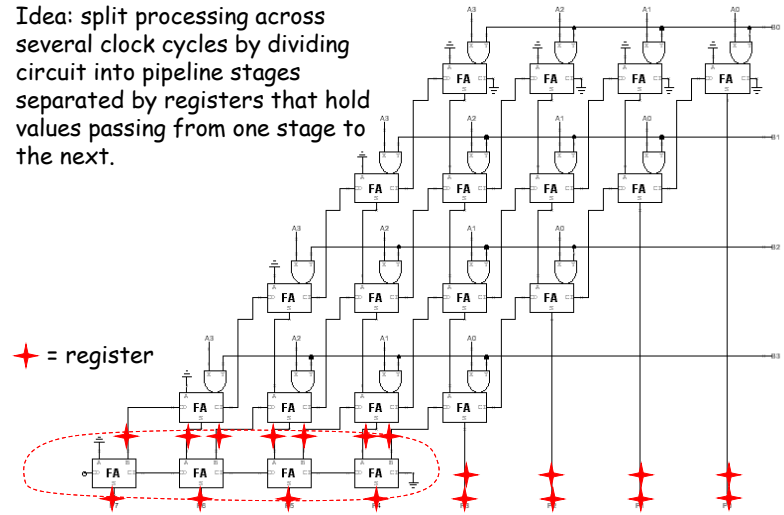 Idea: split processing across
several clock cycles by dividing
circuit into pipeline stages
separated by registers that hold
values passing from one stage to
the next.
A3 A2 A1 A0
B0
FA FA FA FA
A3 A2 A1 A0
B1
FA FA FA FA
A3 A2 A1 A0
B2
FA FA FA FA
= register
A3 A2 A1 A0
B3
FA FA FA FA
FA FA FA FA